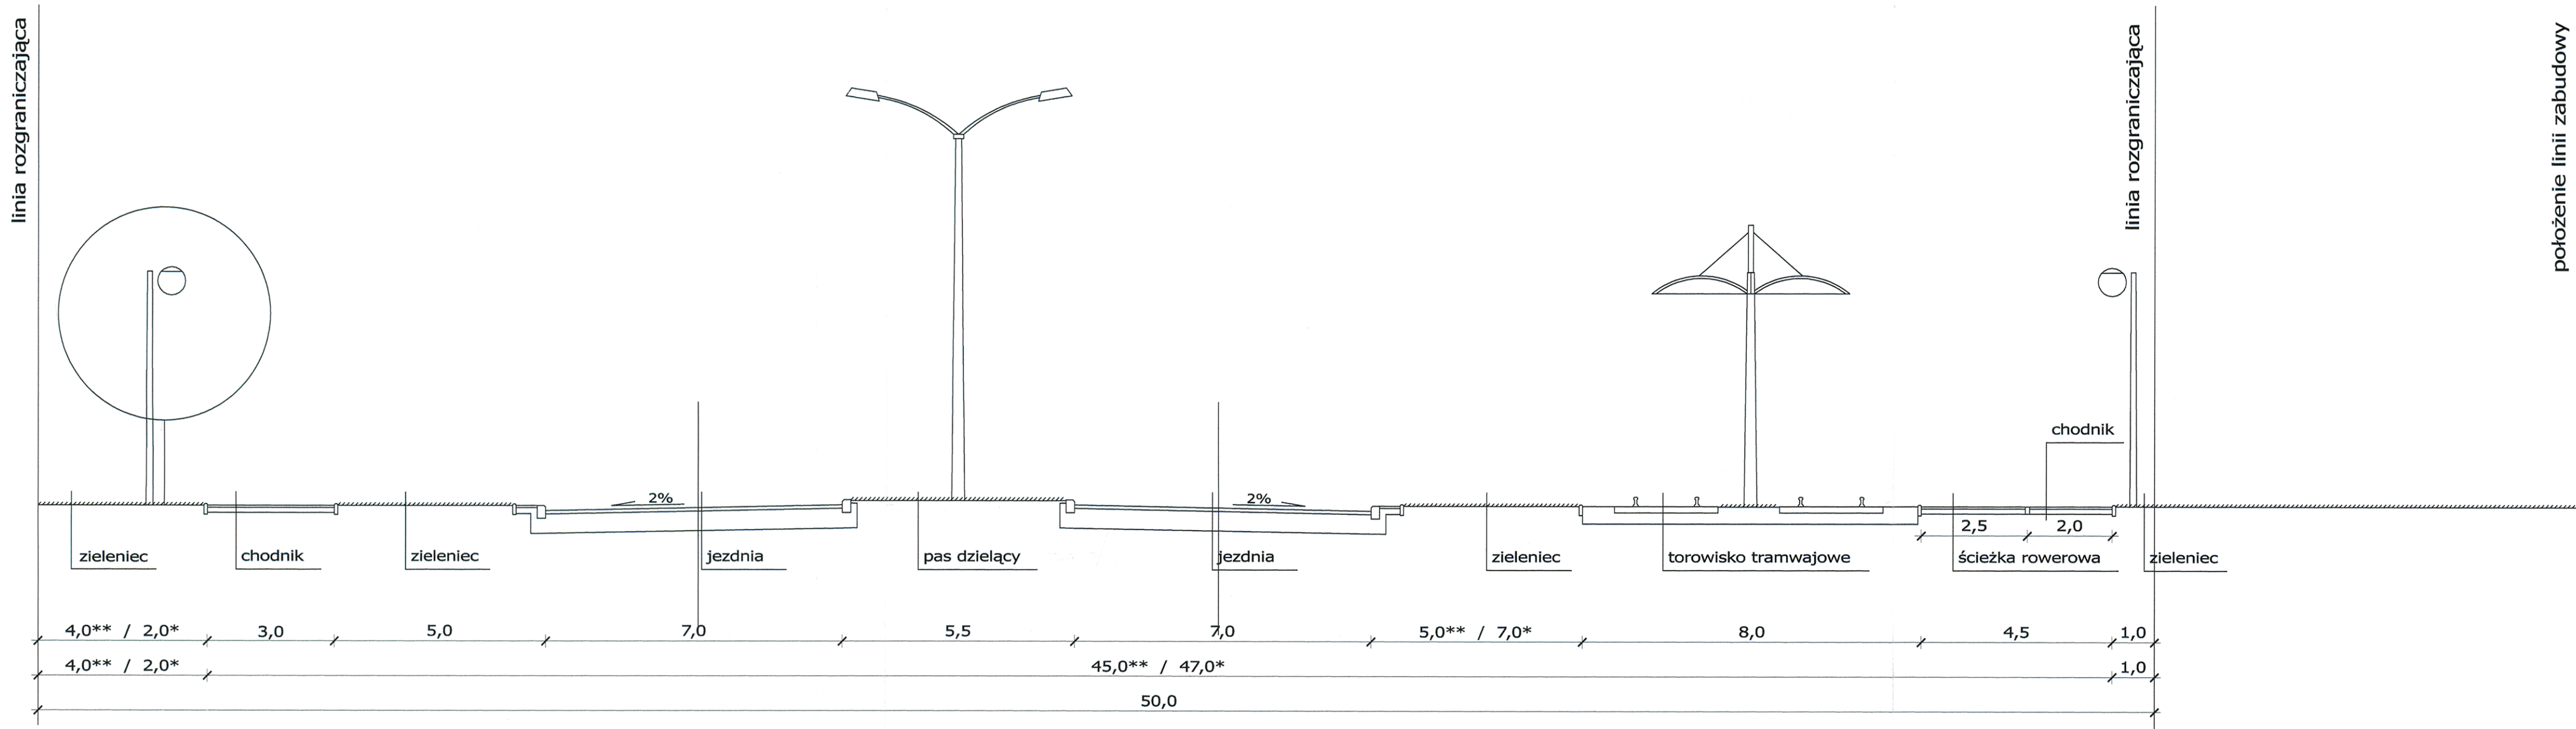 linia rozgraniczająca
linia rozgraniczająca
położenie linii zabudowy
chodnik
2%
2%
2,5
2,0
zieleniec
chodnik
zieleniec
jezdnia
pas dzielący
jezdnia
zieleniec
torowisko tramwajowe
ścieżka rowerowa
zieleniec
4,0** / 2,0*
3,0
5,0
7,0
5,5
7,0
5,0** / 7,0*
8,0
4,5
1,0
4,0** / 2,0*
45,0** / 47,0*
1,0
50,0